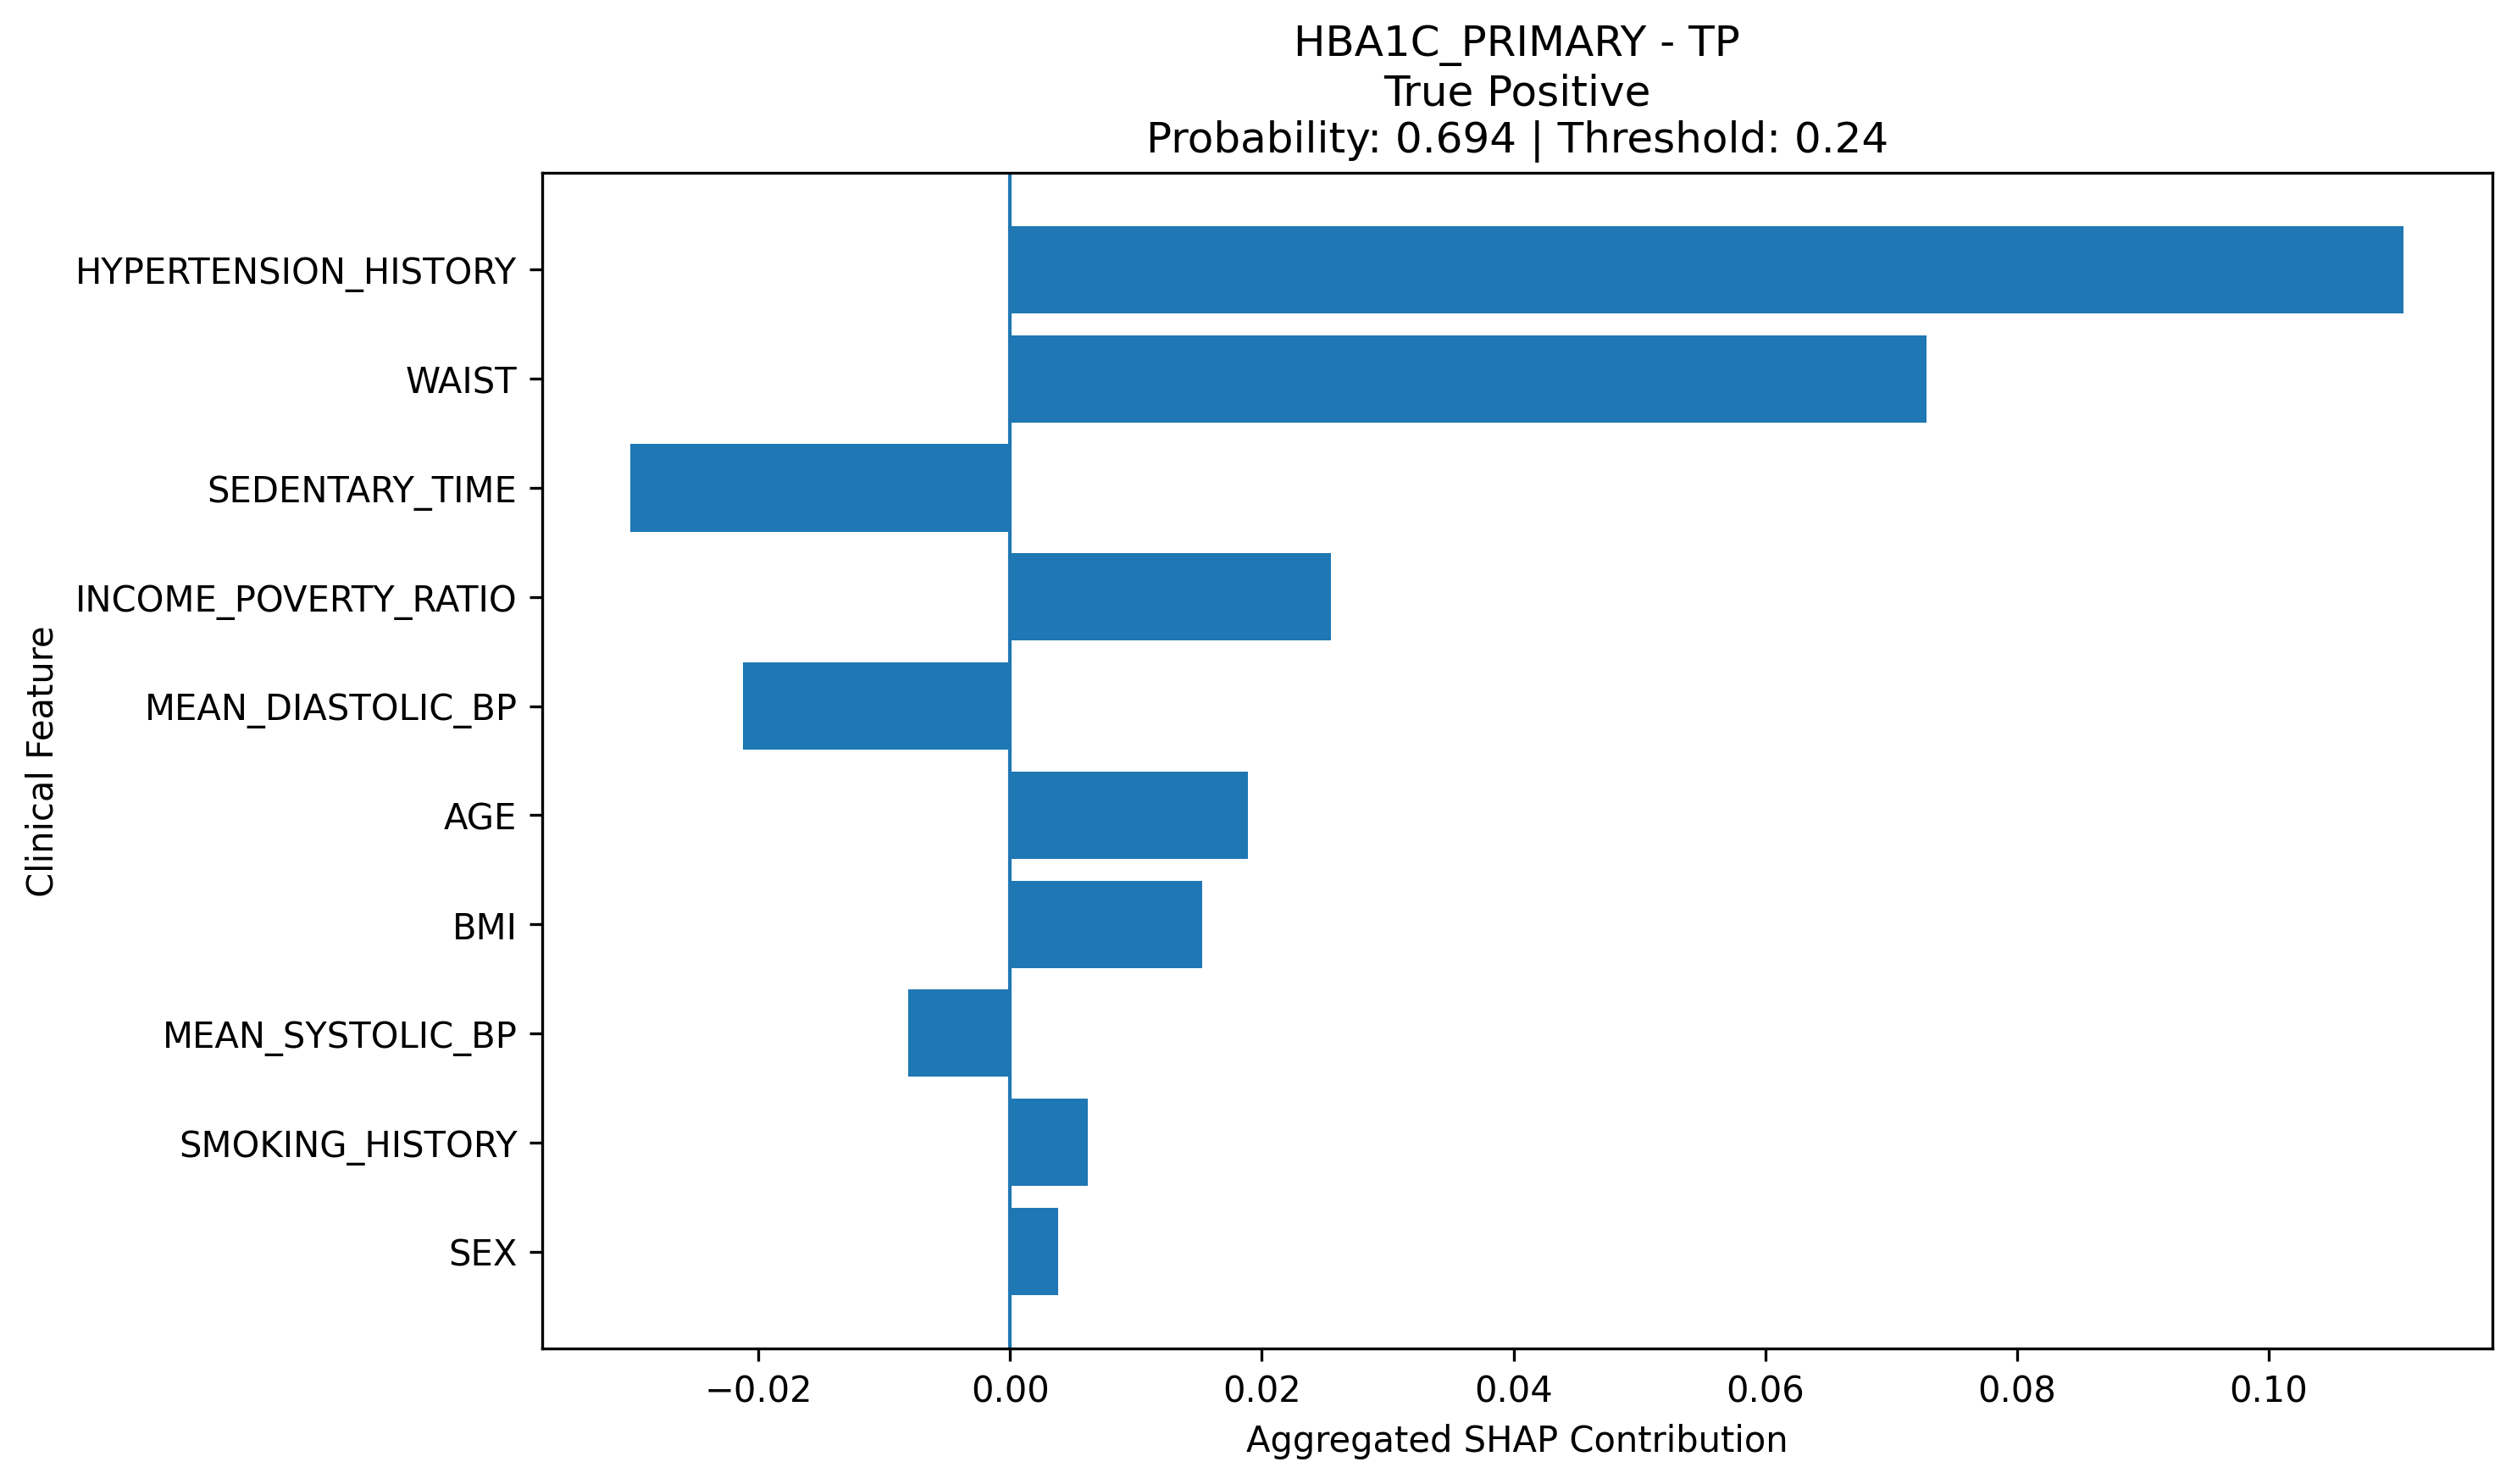 HBA1C_PRIMARY - TP
True Positive
Probability: 0.694 | Threshold: 0.24
Clinical Feature
HYPERTENSION_HISTORY
WAIST
SEDENTARY_TIME
INCOME_POVERTY_RATIO
MEAN_DIASTOLIC_BP
AGE
BMI
MEAN_SYSTOLIC_BP
SMOKING_HISTORY
SEX
−0.02 0.00 0.02 0.04 0.06 0.08 0.10
Aggregated SHAP Contribution